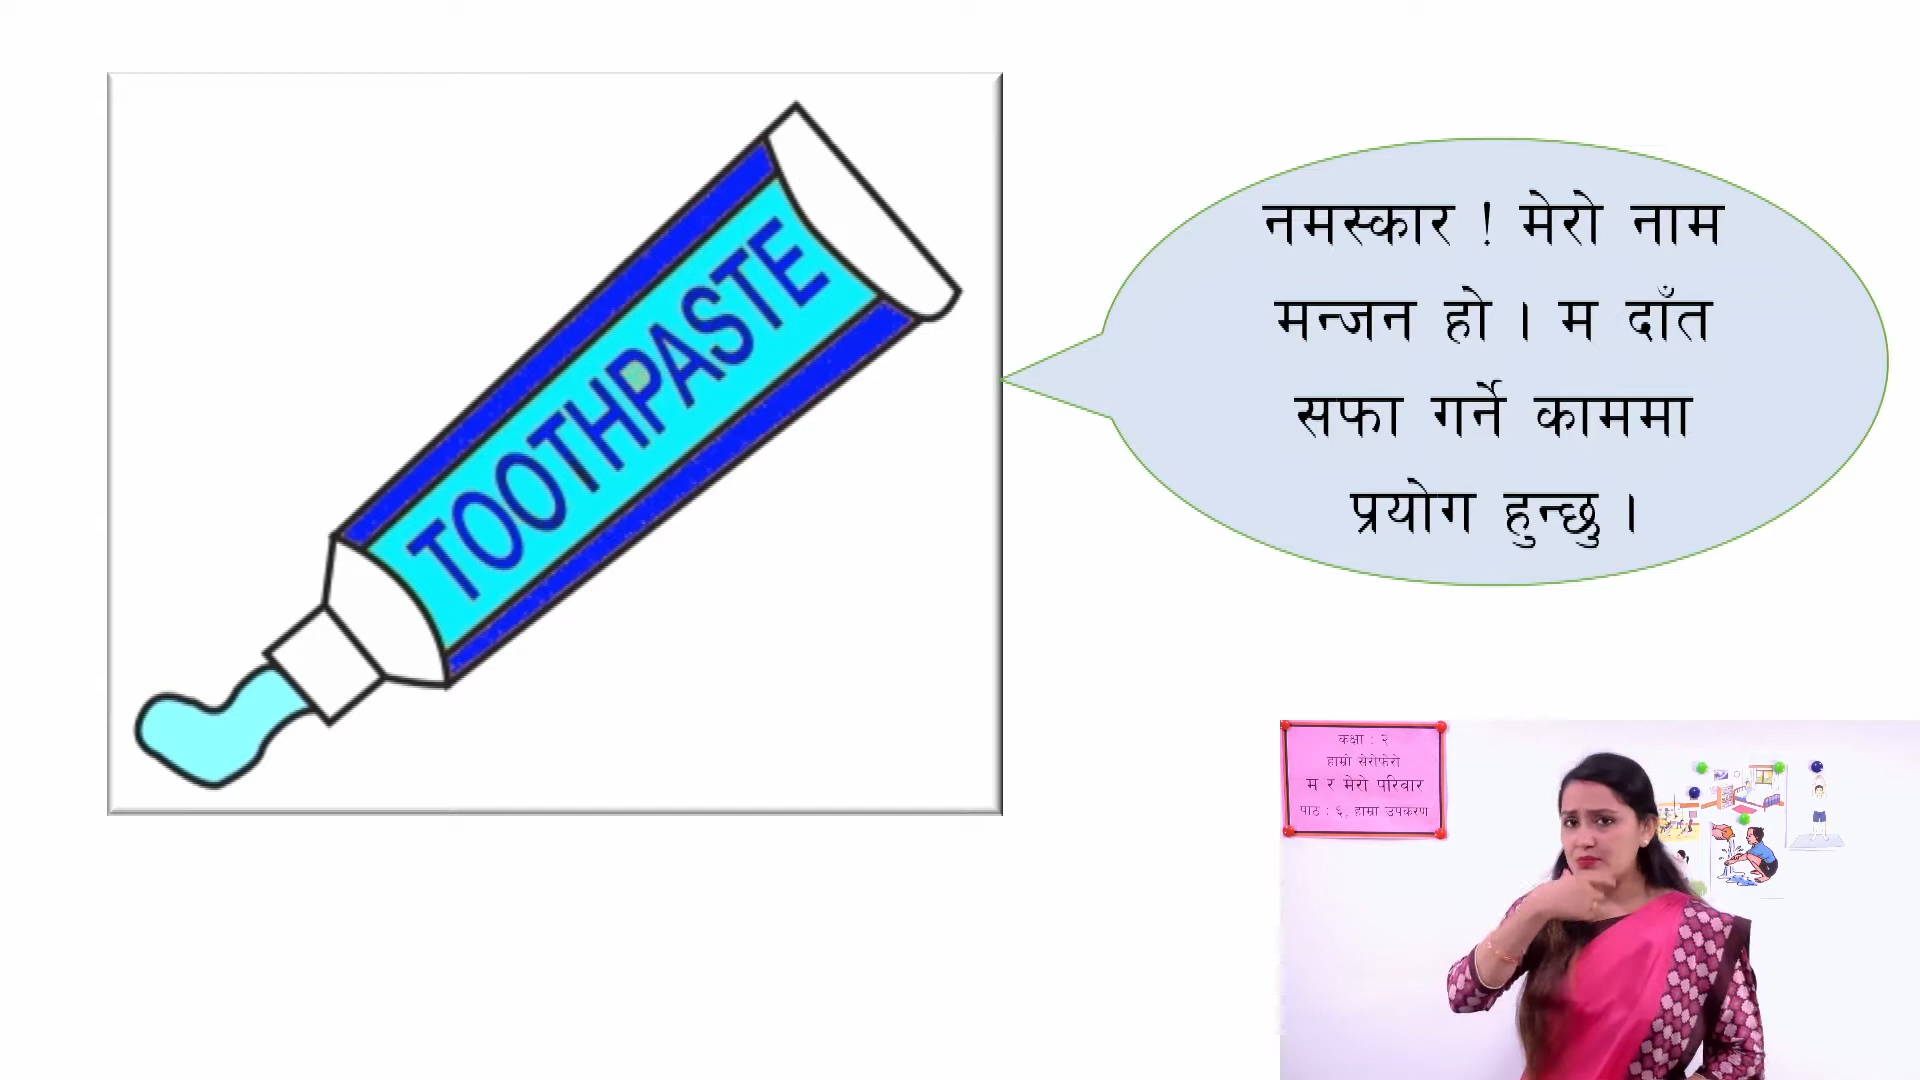 TOOTHPASTE
नमस्कार ! मेरो नाम
मन्जन हो । म दाँत
सफा गर्ने काममा
प्रयोग हुन्छु ।
कक्षा : २
हाम्रो सेरोफेरो
म र मेरो परिवार
पाठ : ६, हाम्रा उपकरण